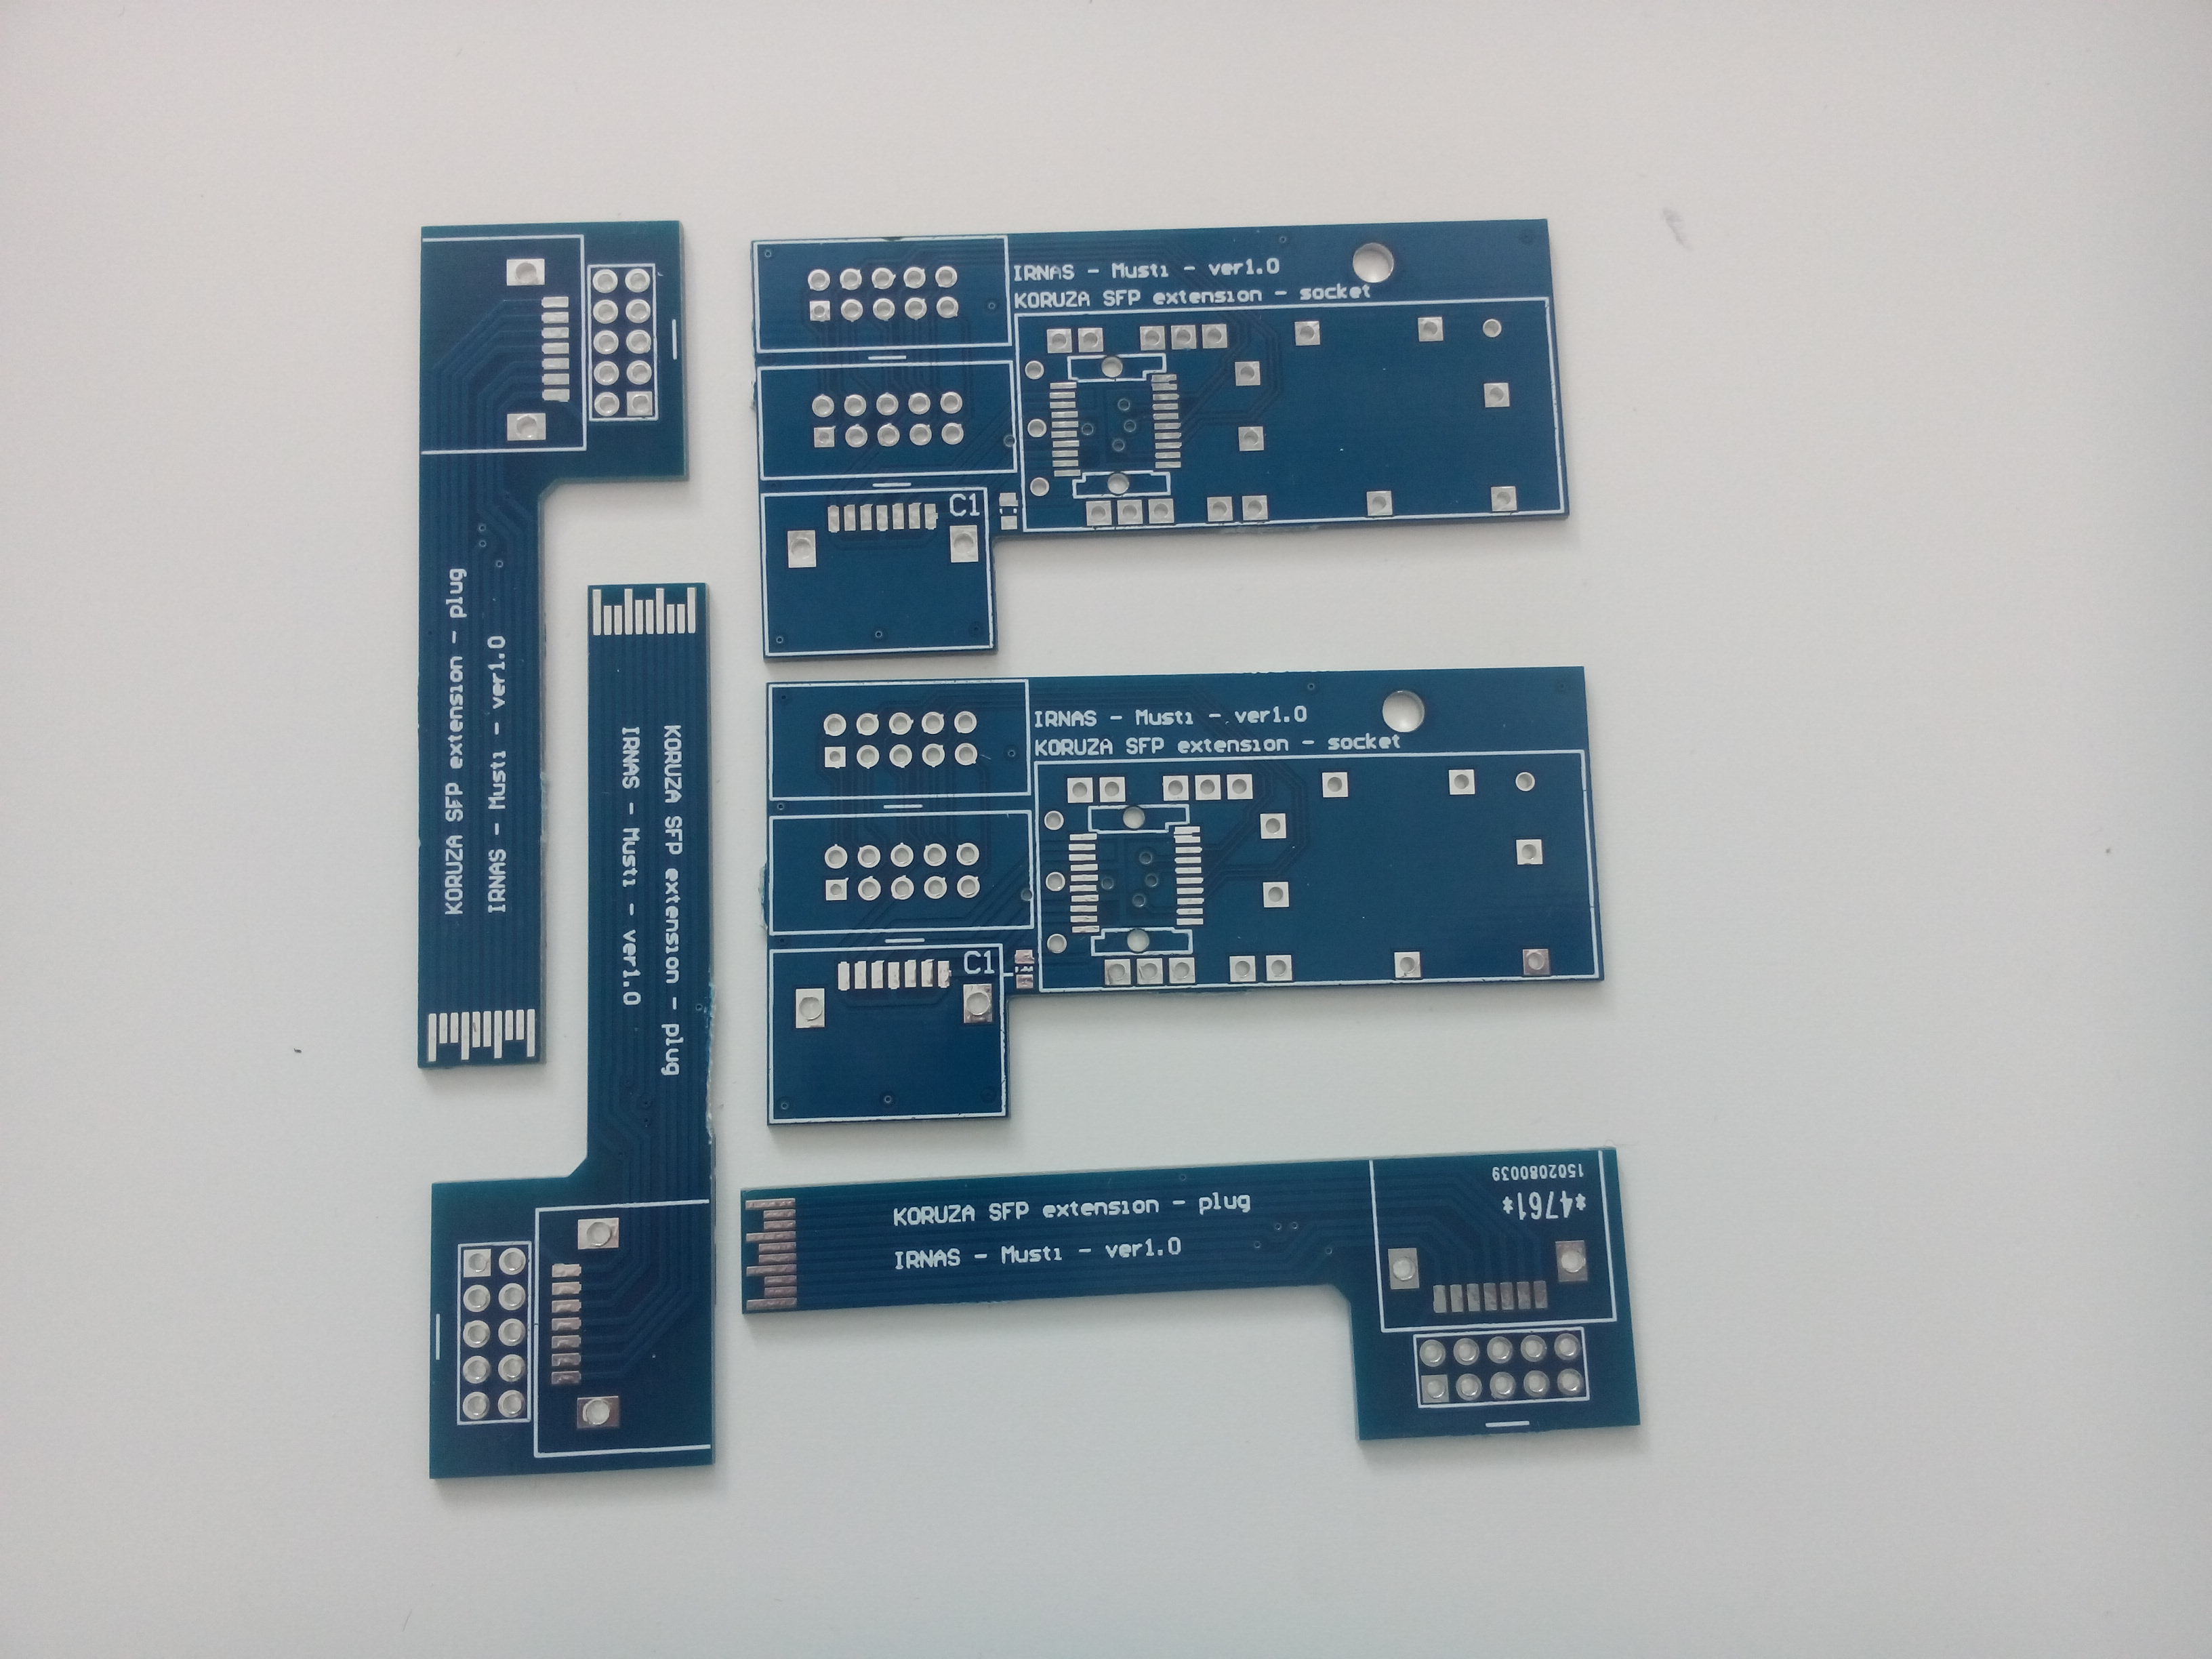 KORUZA SFP extension - plug
IRNAS - Musti - ver1.0
IRNAS - Musti - ver1.0
KORUZA SFP extension - socket
C1
KORUZA SFP extension - plug
IRNAS - Musti - ver1.0
IRNAS - Musti - ver1.0
KORUZA SFP extension - socket
C1
KORUZA SFP extension - plug
IRNAS - Musti - ver1.0
*4761*
1502080039